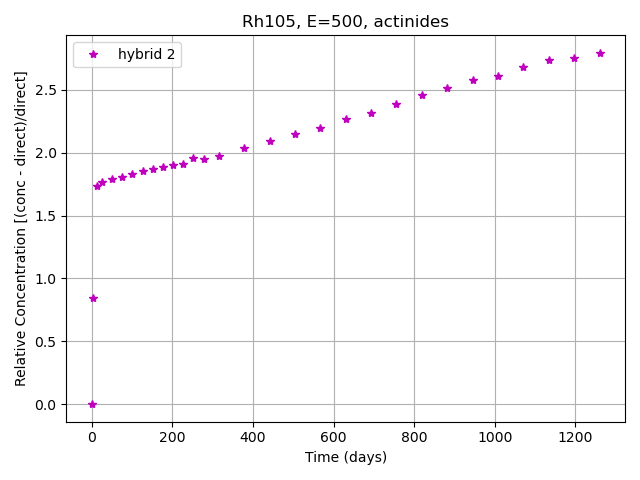 Rh105, E=500, actinides
hybrid 2
Relative Concentration [(conc - direct)/direct]
2.5
2.0
1.5
1.0
0.5
0.0
0 200 400 600 800 1000 1200
Time (days)